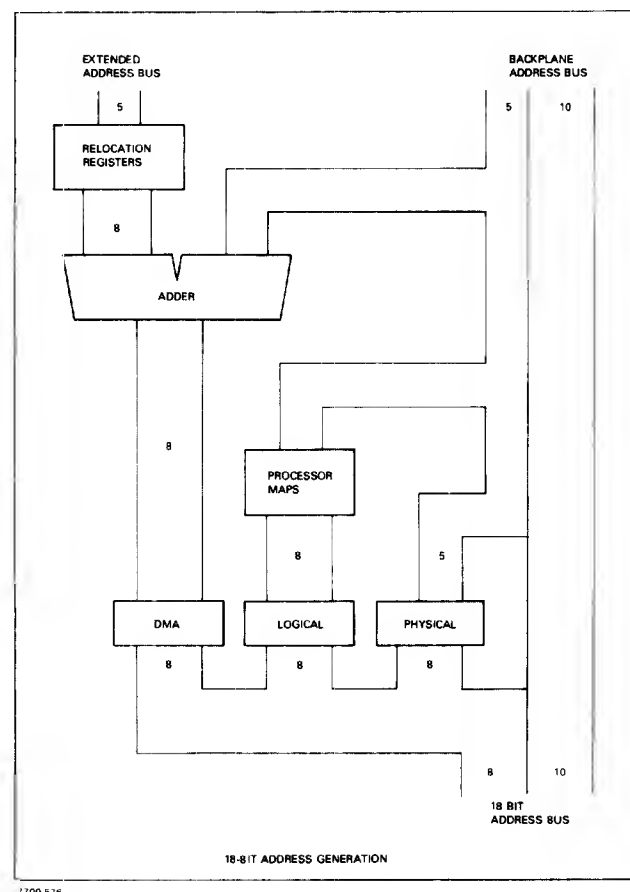 EXTENDED
ADDRESS BUS
BACKPLANE
ADDRESS BUS
5
5
10
RELOCATION
REGISTERS
8
ADDER
8
PROCESSOR
MAPS
8
5
DMA
LOGICAL
PHYSICAL
8
8
8
8
10
18 BIT
ADDRESS BUS
18-BIT ADDRESS GENERATION